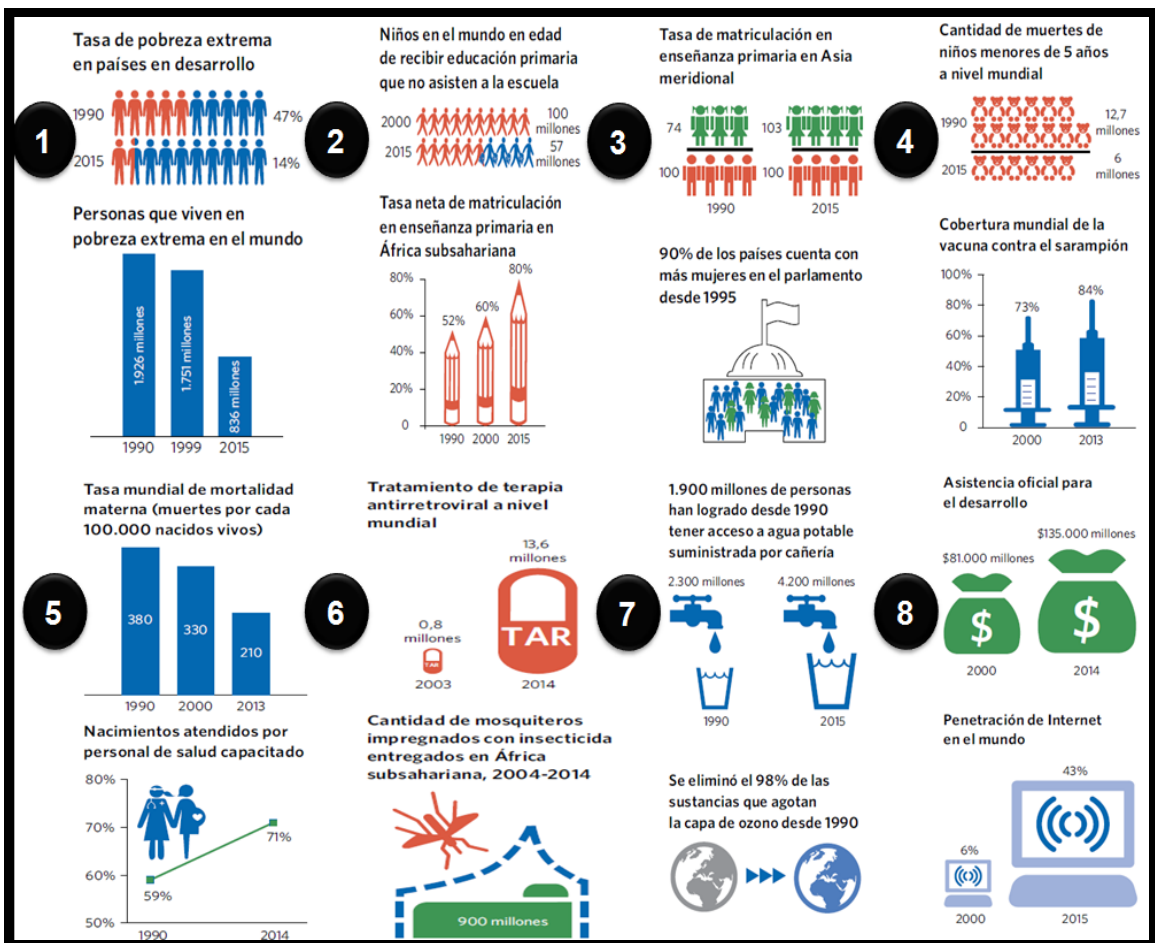 1
Tasa de pobreza extrema
en países en desarrollo
1990
47%
2015
14%
Personas que viven en
pobreza extrema en el mundo
1.926 millones
1.751 millones
836 millones
1990
1999
2015
2
Niños en el mundo en edad
de recibir educación primaria
que no asisten a la escuela
2000
100
millones
2015
57
millones
Tasa neta de matriculación
en enseñanza primaria en
África subsahariana
80%
60%
40%
20%
0
52%
60%
80%
1990
2000
2015
3
Tasa de matriculación en
enseñanza primaria en Asia
meridional
74
103
100
100
1990
2015
90% de los países cuenta con
más mujeres en el parlamento
desde 1995
4
Cantidad de muertes de
niños menores de 5 años
a nivel mundial
1990
12,7
millones
2015
6
millones
Cobertura mundial de la
vacuna contra el sarampión
100%
80%
60%
40%
20%
0
73%
84%
2000
2013
5
Tasa mundial de mortalidad
materna (muertes por cada
100.000 nacidos vivos)
380
330
210
1990
2000
2013
Nacimientos atendidos por
personal de salud capacitado
80%
70%
60%
50%
59%
71%
1990
2014
6
Tratamiento de terapia
antirretroviral a nivel
mundial
0,8
millones
TAR
2003
13,6
millones
TAR
2014
Cantidad de mosquiteros
impregnados con insecticida
entregados en África
subsahariana, 2004-2014
900 millones
7
1.900 millones de personas
han logrado desde 1990
tener acceso a agua potable
suministrada por cañería
2.300 millones
4.200 millones
1990
2015
Se eliminó el 98% de las
sustancias que agotan
la capa de ozono desde 1990
8
Asistencia oficial para
el desarrollo
$81.000 millones
$135.000 millones
$
$
2000
2014
Penetración de Internet
en el mundo
6%
43%
2000
2015